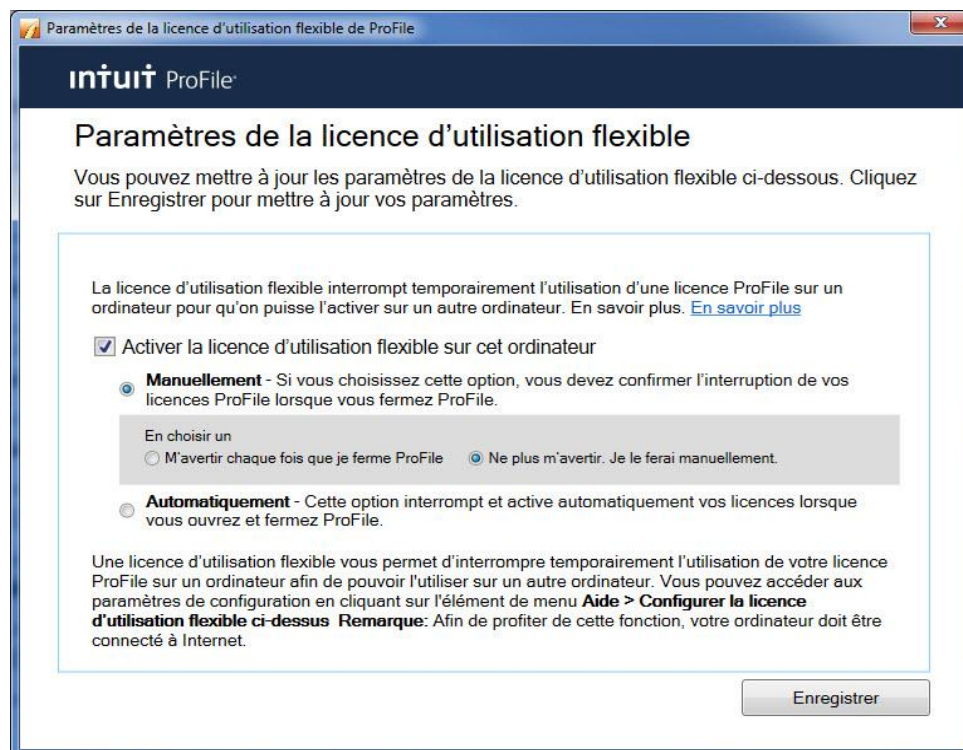 Paramètres de la licence d'utilisation flexible de ProFile
ıntuıt ProFile
Paramètres de la licence d’utilisation flexible
Vous pouvez mettre à jour les paramètres de la licence d’utilisation flexible ci-dessous. Cliquez
sur Enregistrer pour mettre à jour vos paramètres.
La licence d’utilisation flexible interrompt temporairement l’utilisation d’une licence ProFile sur un
ordinateur pour qu’on puisse l’activer sur un autre ordinateur. En savoir plus. En savoir plus
Activer la licence d’utilisation flexible sur cet ordinateur
Manuellement - Si vous choisissez cette option, vous devez confirmer l’interruption de vos
licences ProFile lorsque vous fermez ProFile.
En choisir un
M’avertir chaque fois que je ferme ProFile Ne plus m’avertir. Je le ferai manuellement.
Automatiquement - Cette option interrompt et active automatiquement vos licences lorsque
vous ouvrez et fermez ProFile.
Une licence d’utilisation flexible vous permet d’interrompre temporairement l’utilisation de votre licence
ProFile sur un ordinateur afin de pouvoir l'utiliser sur un autre ordinateur. Vous pouvez accéder aux
paramètres de configuration en cliquant sur l'élément de menu Aide > Configurer la licence
d’utilisation flexible ci-dessus Remarque: Afin de profiter de cette fonction, votre ordinateur doit être
connecté à Internet.
Enregistrer